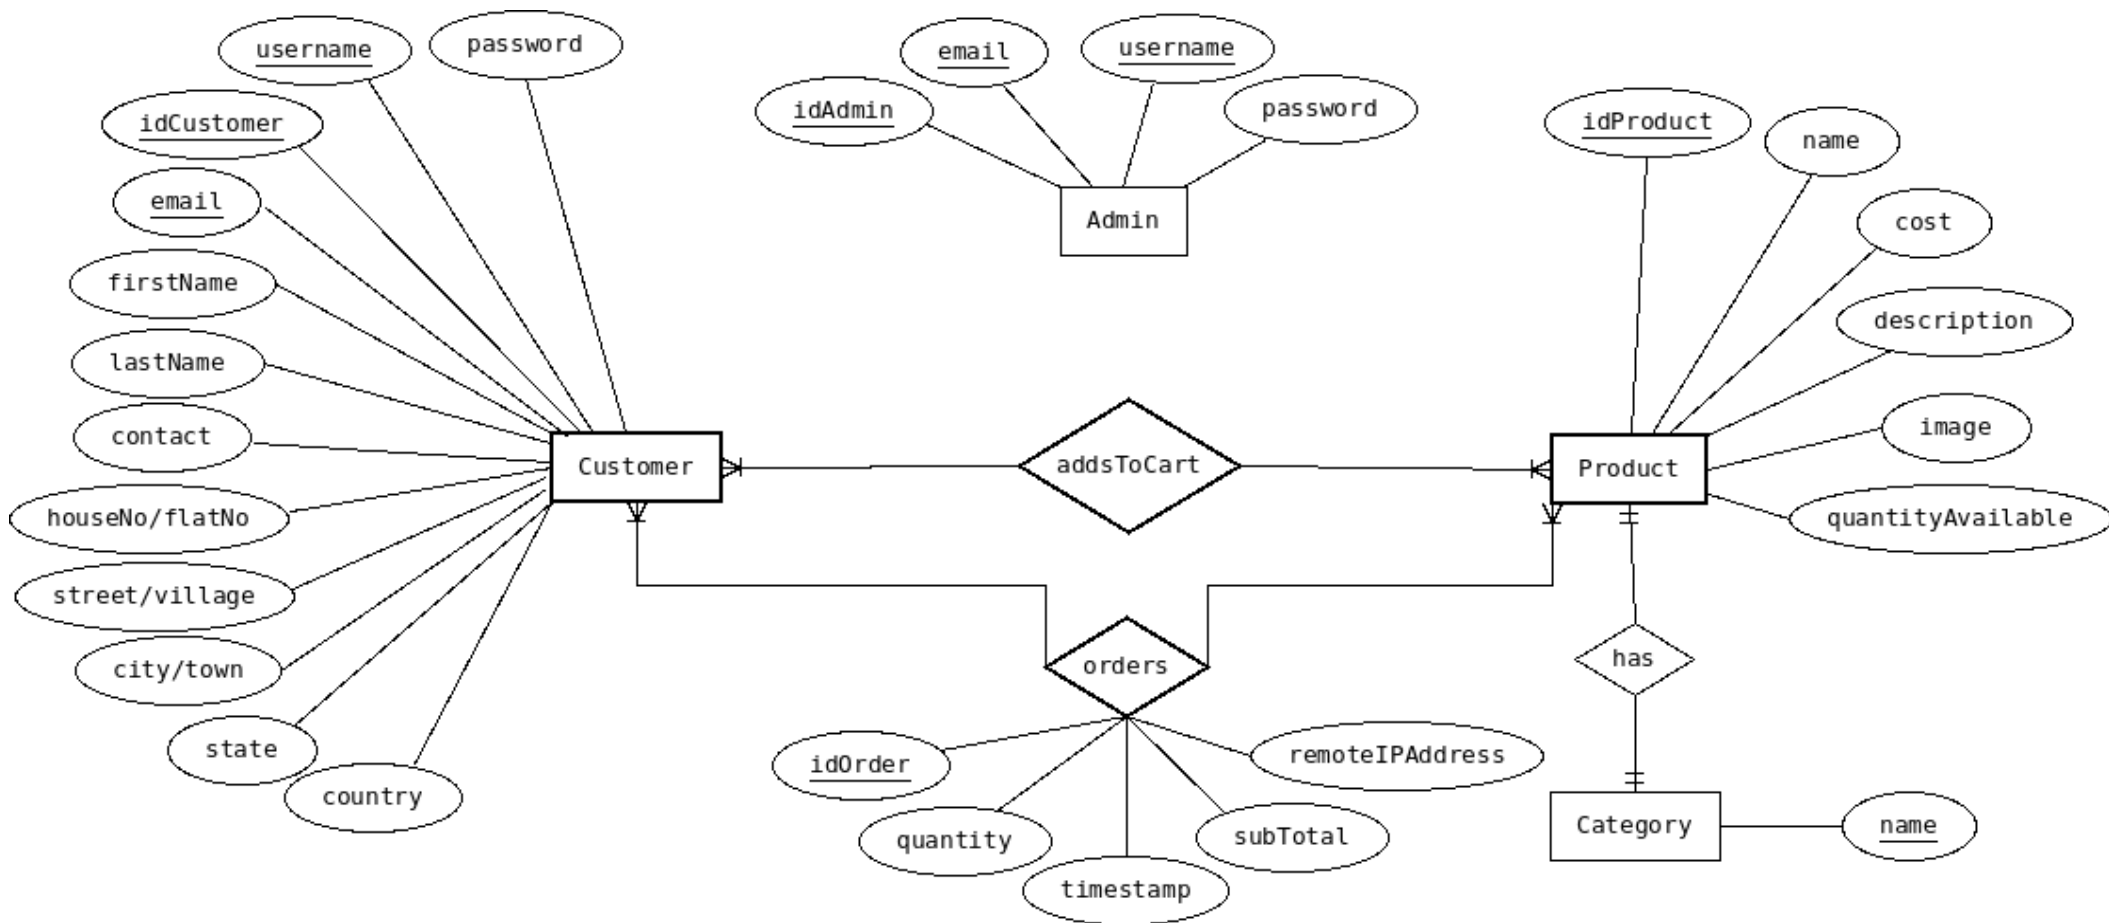 username
password
idCustomer
email
firstName
lastName
contact
houseNo/flatNo
street/village
city/town
state
country
Customer
email
username
idAdmin
password
Admin
addsToCart
orders
idOrder
quantity
timestamp
subTotal
remoteIPAddress
idProduct
name
cost
description
image
quantityAvailable
Product
has
Category
name